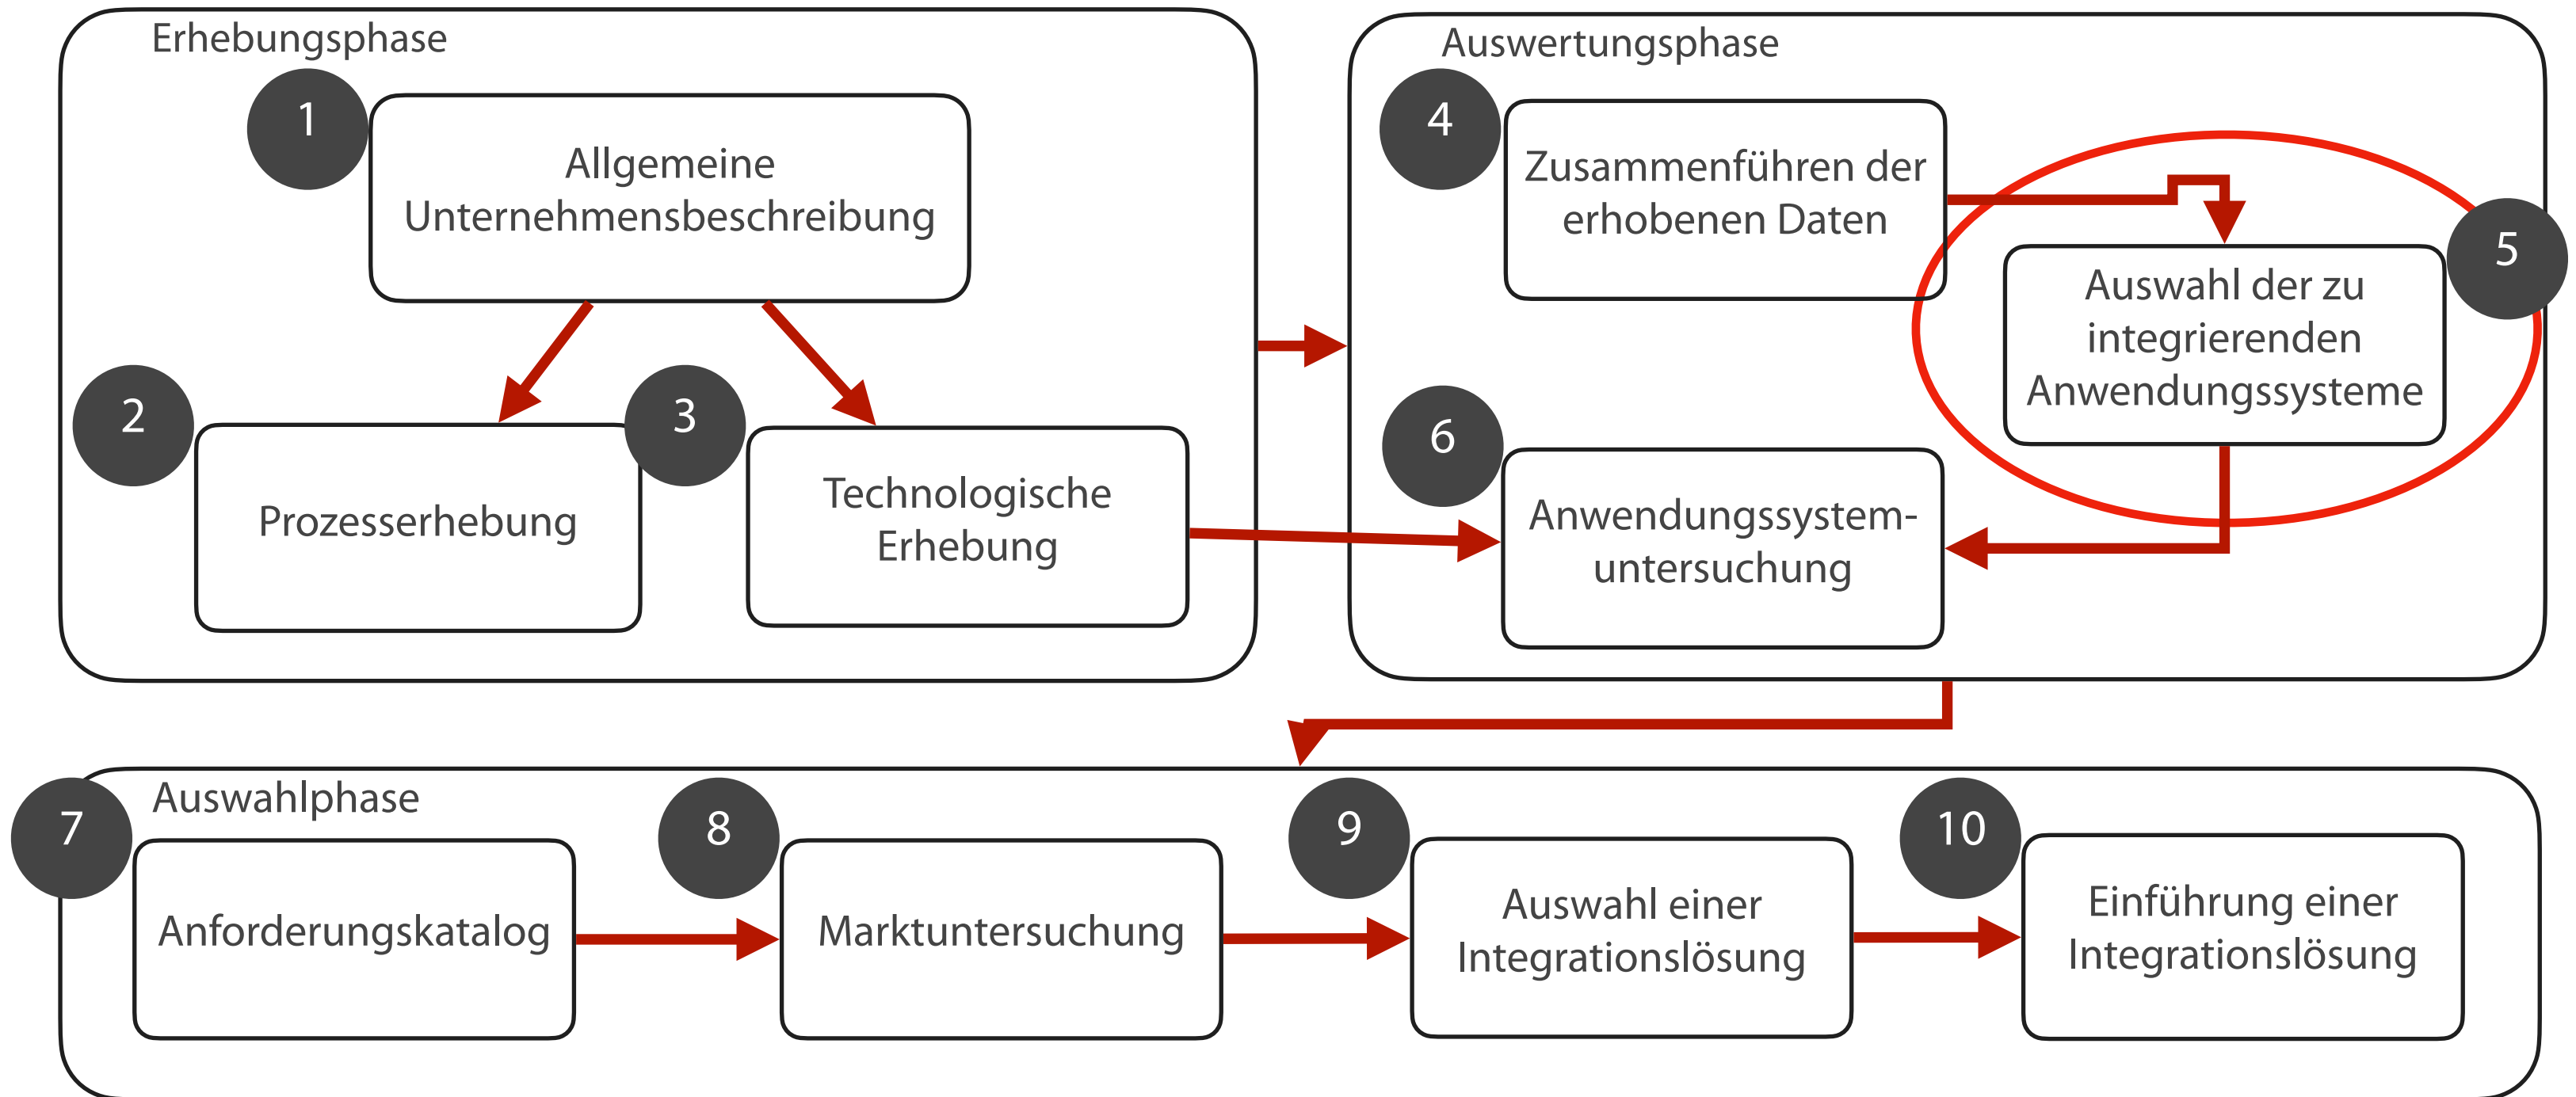 Erhebungsphase
1
Allgemeine
Unternehmensbeschreibung
2
Prozesserhebung
3
Technologische
Erhebung
Auswertungsphase
4
Zusammenführen der
erhobenen Daten
5
Auswahl der zu
integrierenden
Anwendungssysteme
6
Anwendungssystem-
untersuchung
Auswahlphase
7
Anforderungskatalog
8
Marktuntersuchung
9
Auswahl einer
Integrationslösung
10
Einführung einer
Integrationslösung